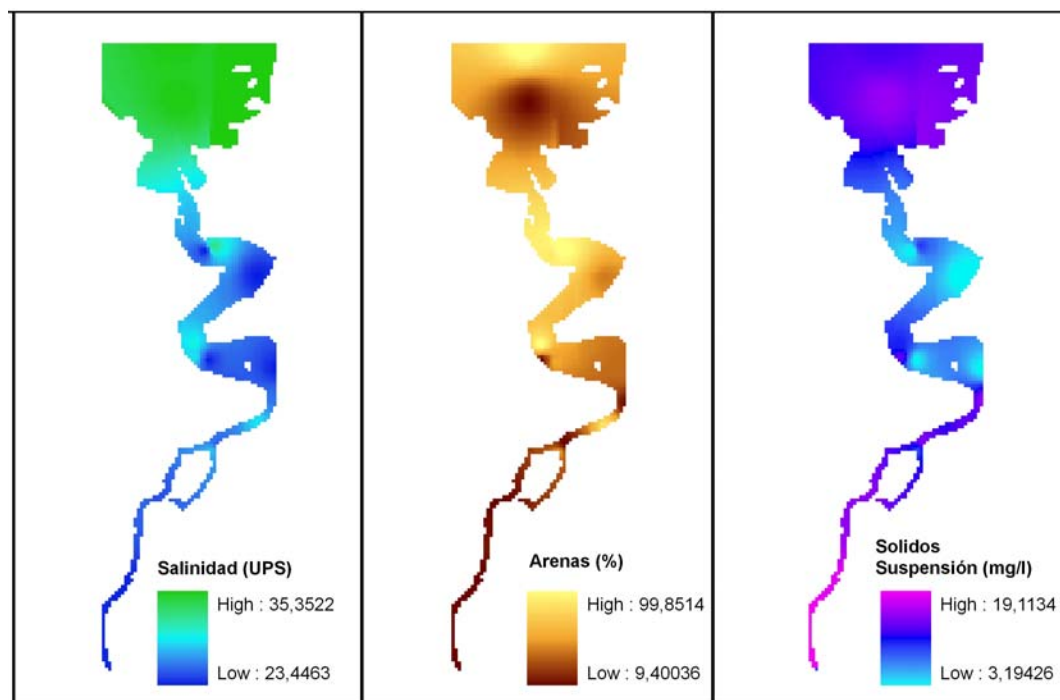 Salinidad (UPS)
High : 35,3522
Low : 23,4463
Arenas (%)
High : 99,8514
Low : 9,40036
Solidos
Suspensión (mg/l)
High : 19,1134
Low : 3,19426